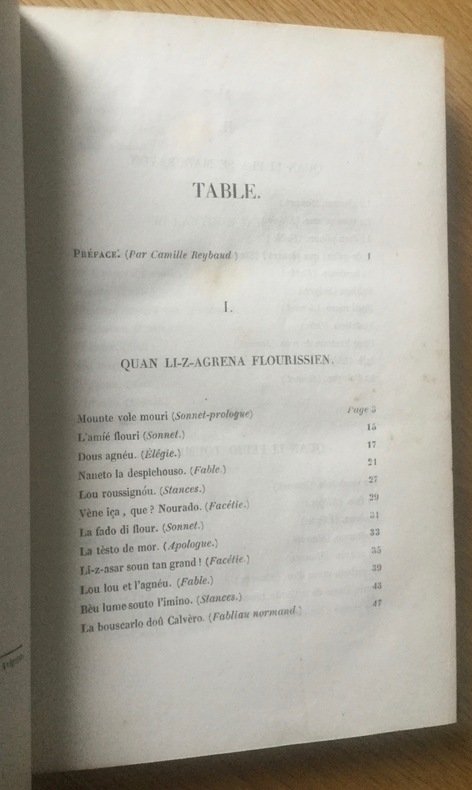 TABLE.
PRÉFACE. (Par Camille Reybaud) 1
I.
QUAN LI-Z-AGRENA FLOURISSIEN.
Mounte vole mouri (Sonnet-prologue) Page 5
L'amié flouri (Sonnet.) 15
Dous agnéu. (Élégie.) 17
Naneto la despichouso. (Fable.) 21
Lou roussignóu. (Stances.) 27
Vène iça, que? Nourado. (Facétie.) 29
La fado di flour. (Sonnet.) 31
La tèsto de mor. (Apologue.) 33
Li-z-asar soun tan grand! (Facétie.) 35
Lou lou et l'agnéu. (Fable.) 39
Bèu lume souto l'imino. (Stances.) 43
La bouscarlo doû Calvèro. (Fabliau normand.) 47